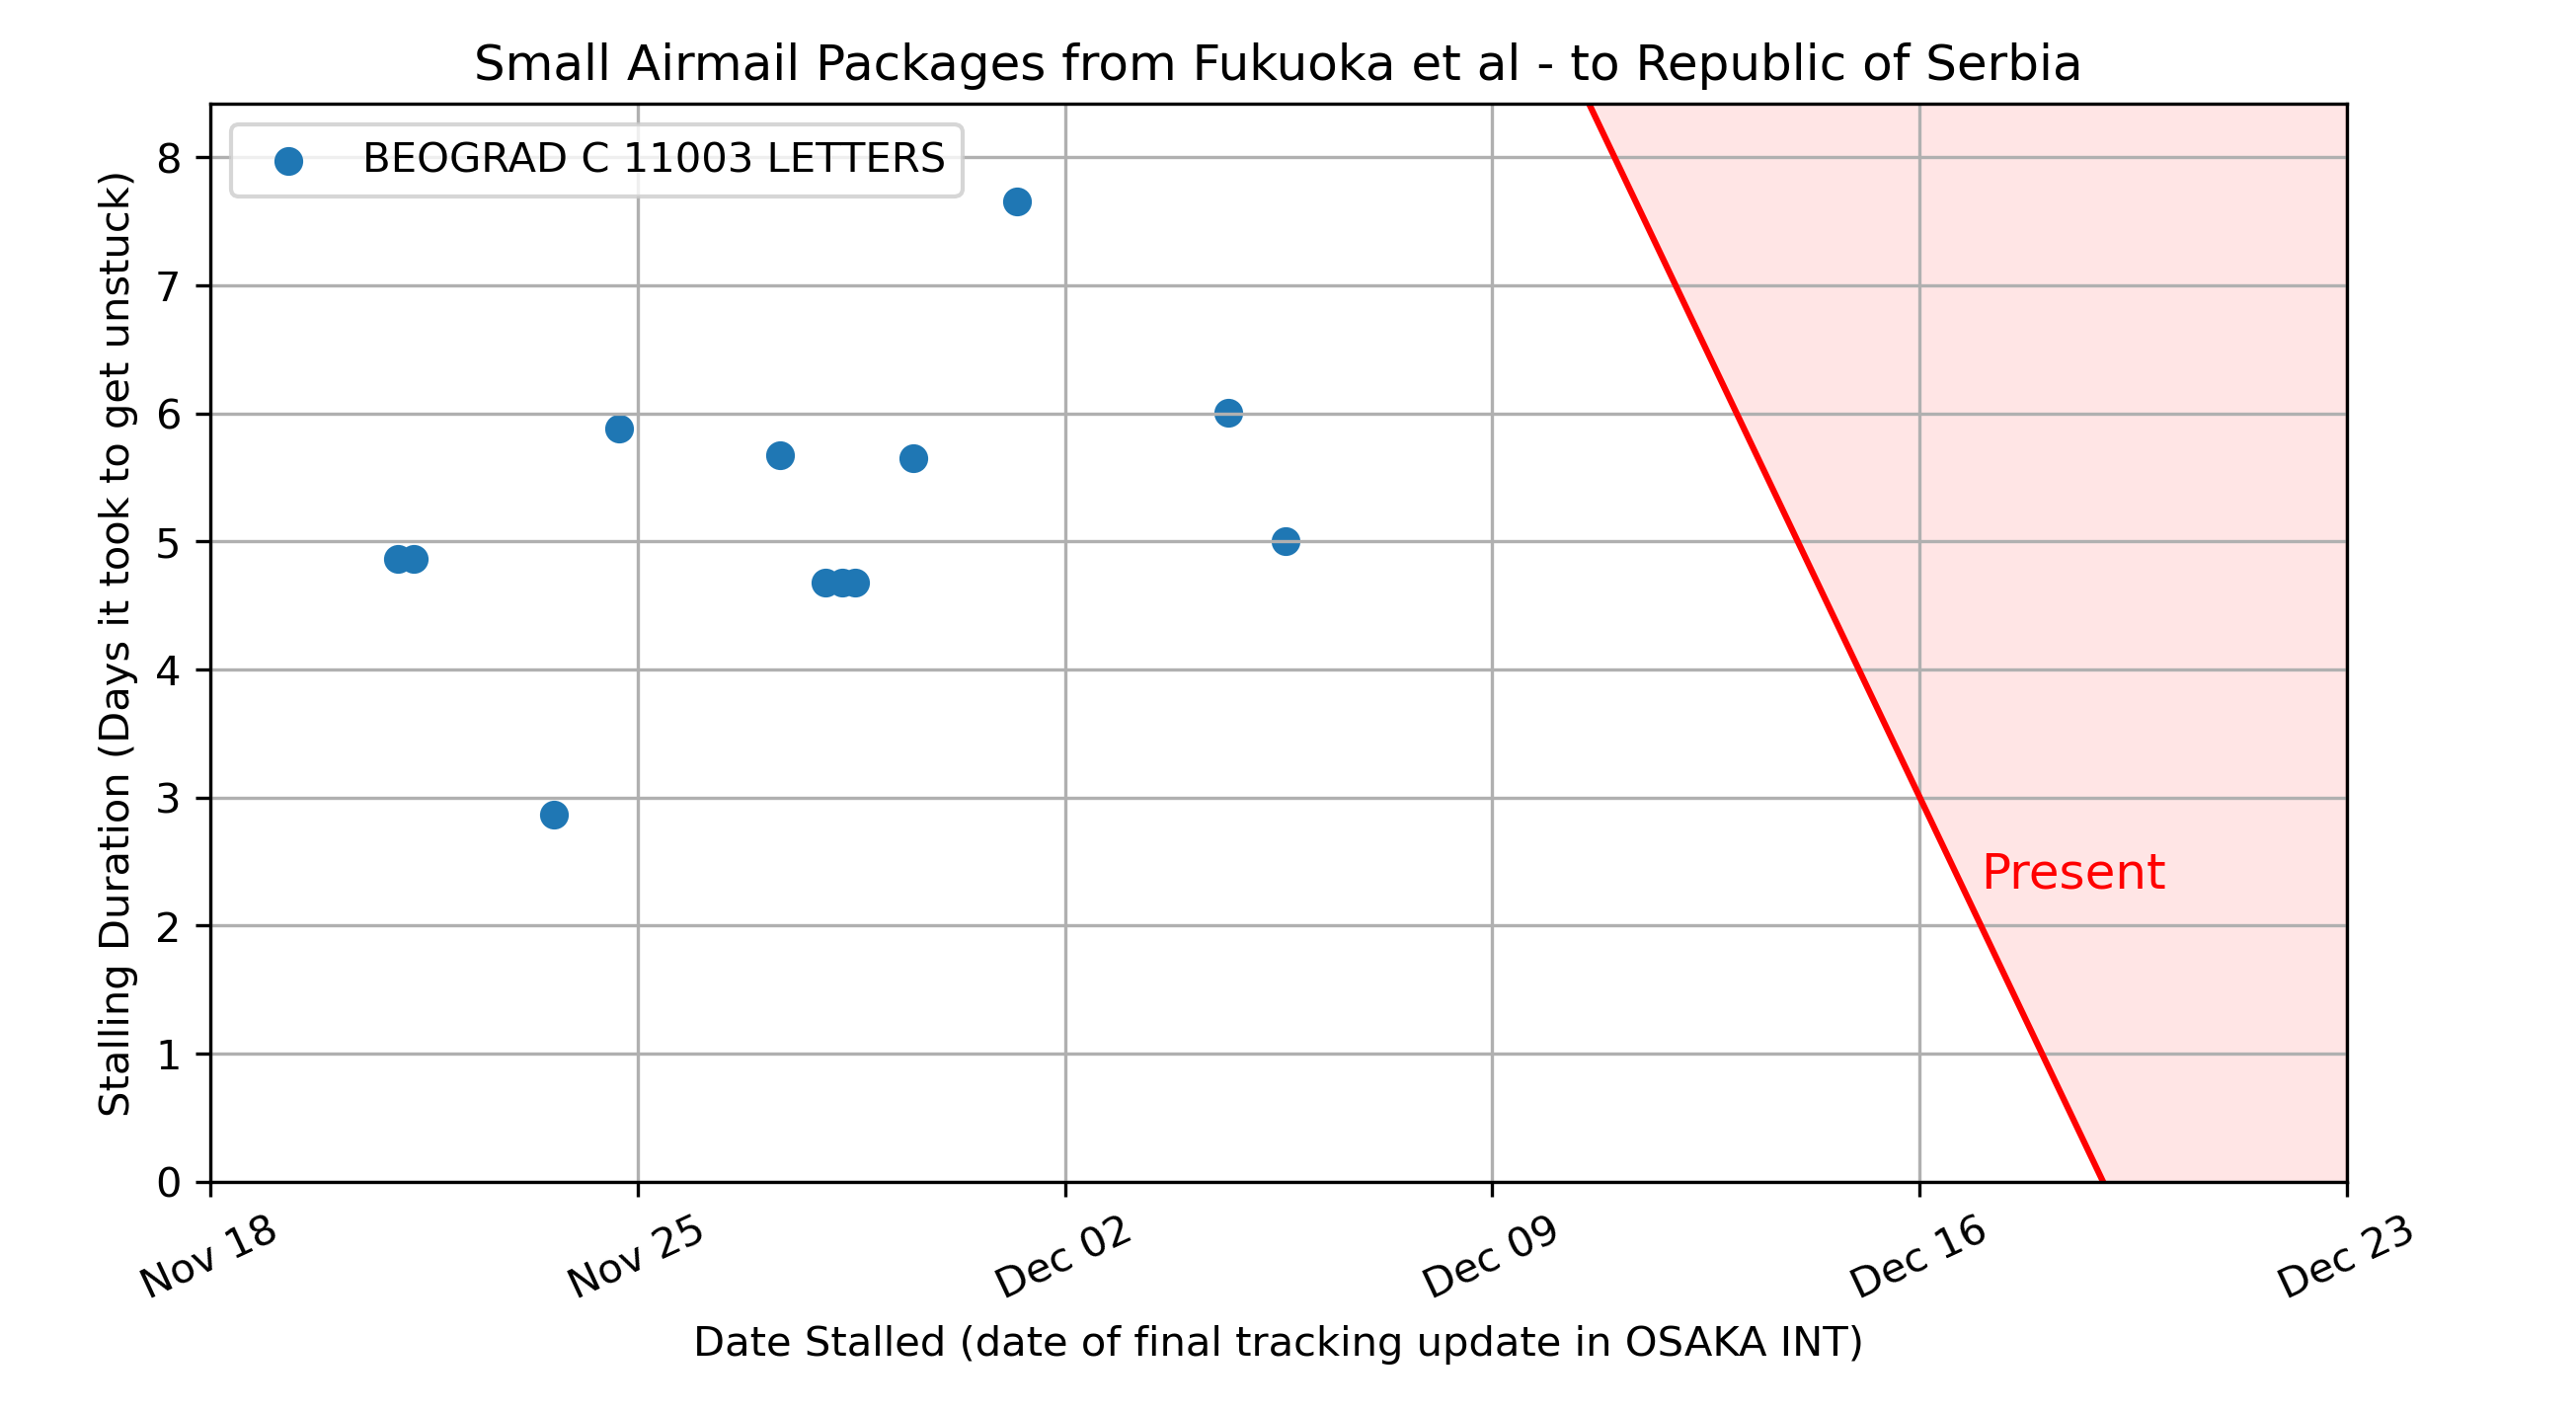 Small Airmail Packages from Fukuoka et al - to Republic of Serbia
BEOGRAD C 11003 LETTERS
Stalling Duration (Days it took to get unstuck)
8
7
6
5
4
3
2
1
0
Present
Nov 18
Nov 25
Dec 02
Dec 09
Dec 16
Dec 23
Date Stalled (date of final tracking update in OSAKA INT)